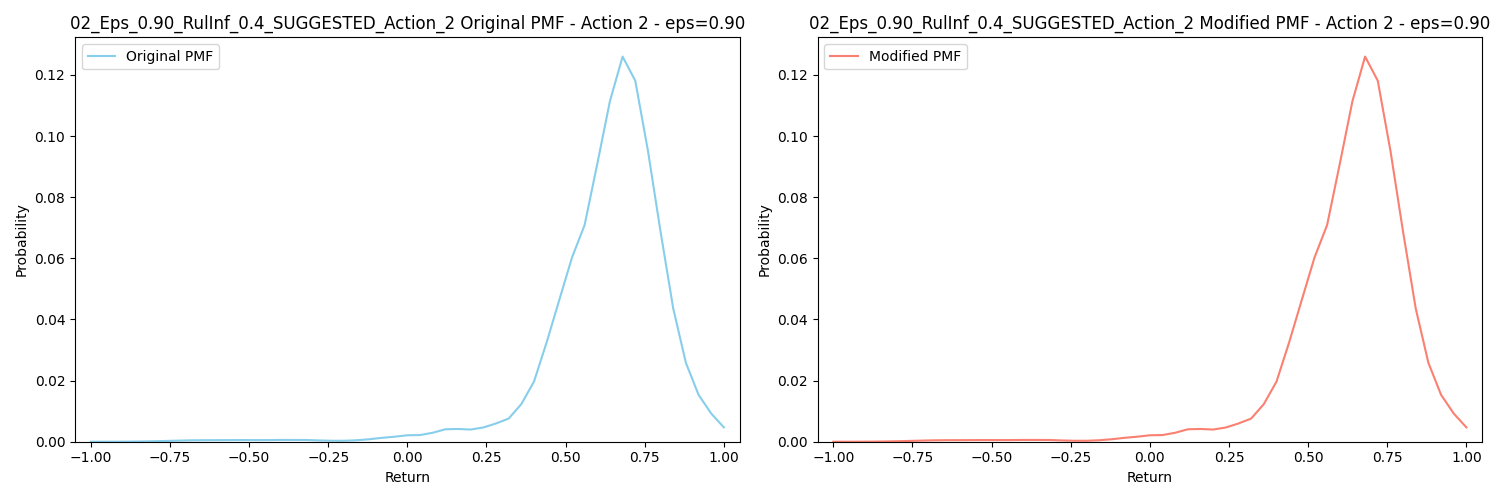 02_Eps_0.90_RulInf_0.4_SUGGESTED_Action_2 Original PMF - Action 2 - eps=0.90
Original PMF
Probability
0.12
0.10
0.08
0.06
0.04
0.02
0.00
−1.00 −0.75 −0.50 −0.25 0.00 0.25 0.50 0.75 1.00
Return
02_Eps_0.90_RulInf_0.4_SUGGESTED_Action_2 Modified PMF - Action 2 - eps=0.90
Modified PMF
Probability
0.12
0.10
0.08
0.06
0.04
0.02
0.00
−1.00 −0.75 −0.50 −0.25 0.00 0.25 0.50 0.75 1.00
Return